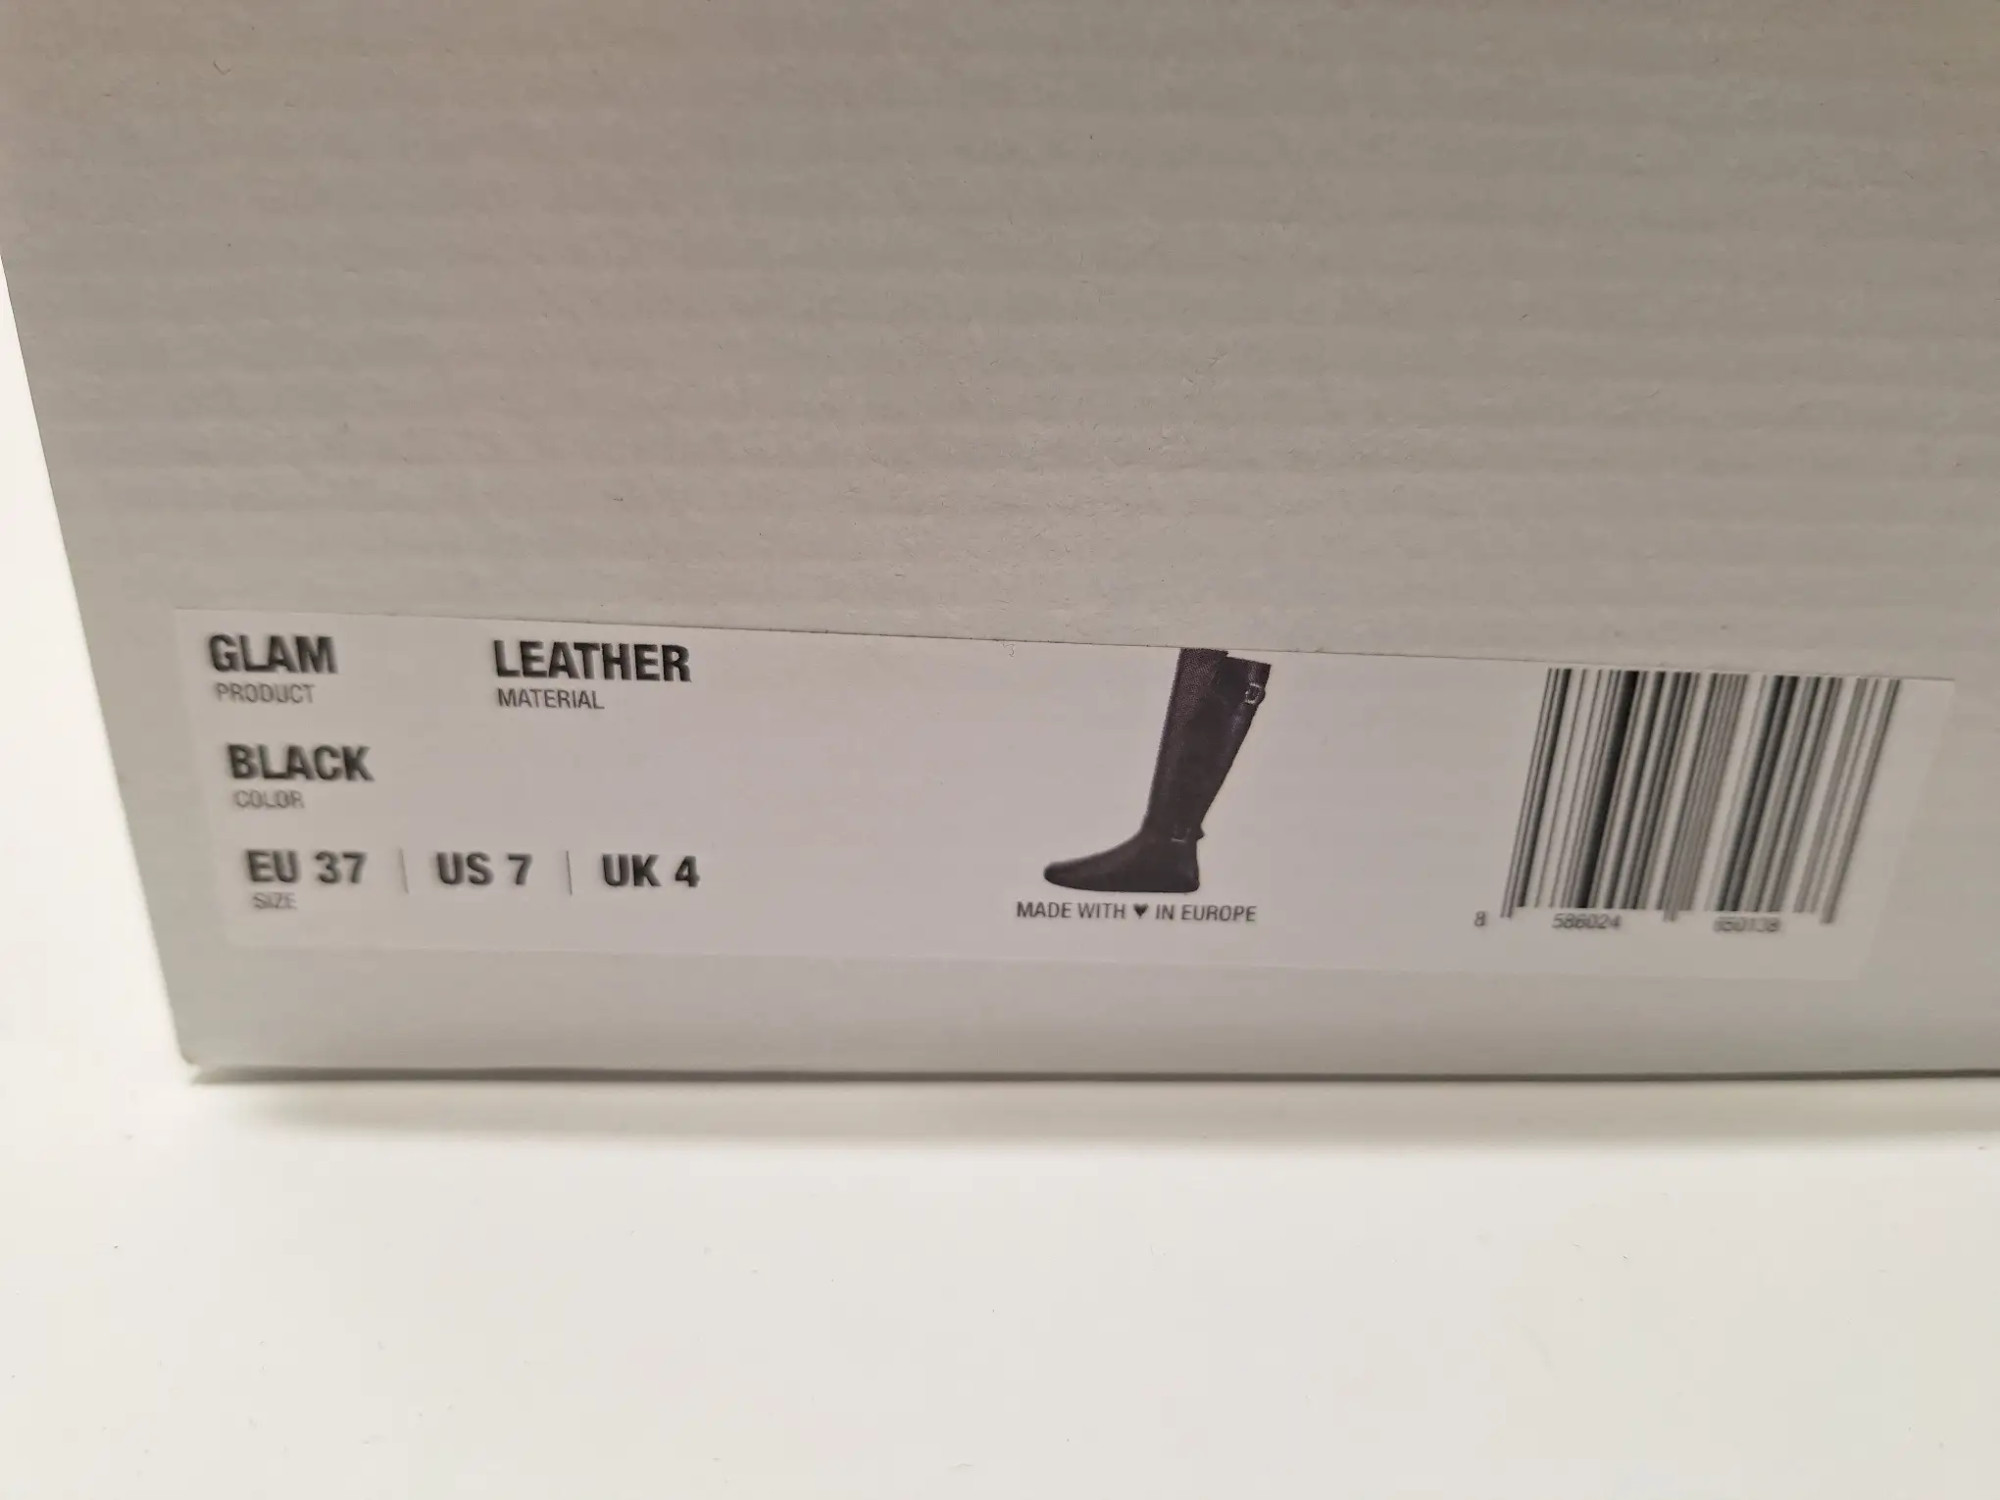 GLAM
PRODUCT
LEATHER
MATERIAL
BLACK
COLOR
EU 37 | US 7 | UK 4
SIZE
MADE WITH ♥ IN EUROPE
8 586024 650138